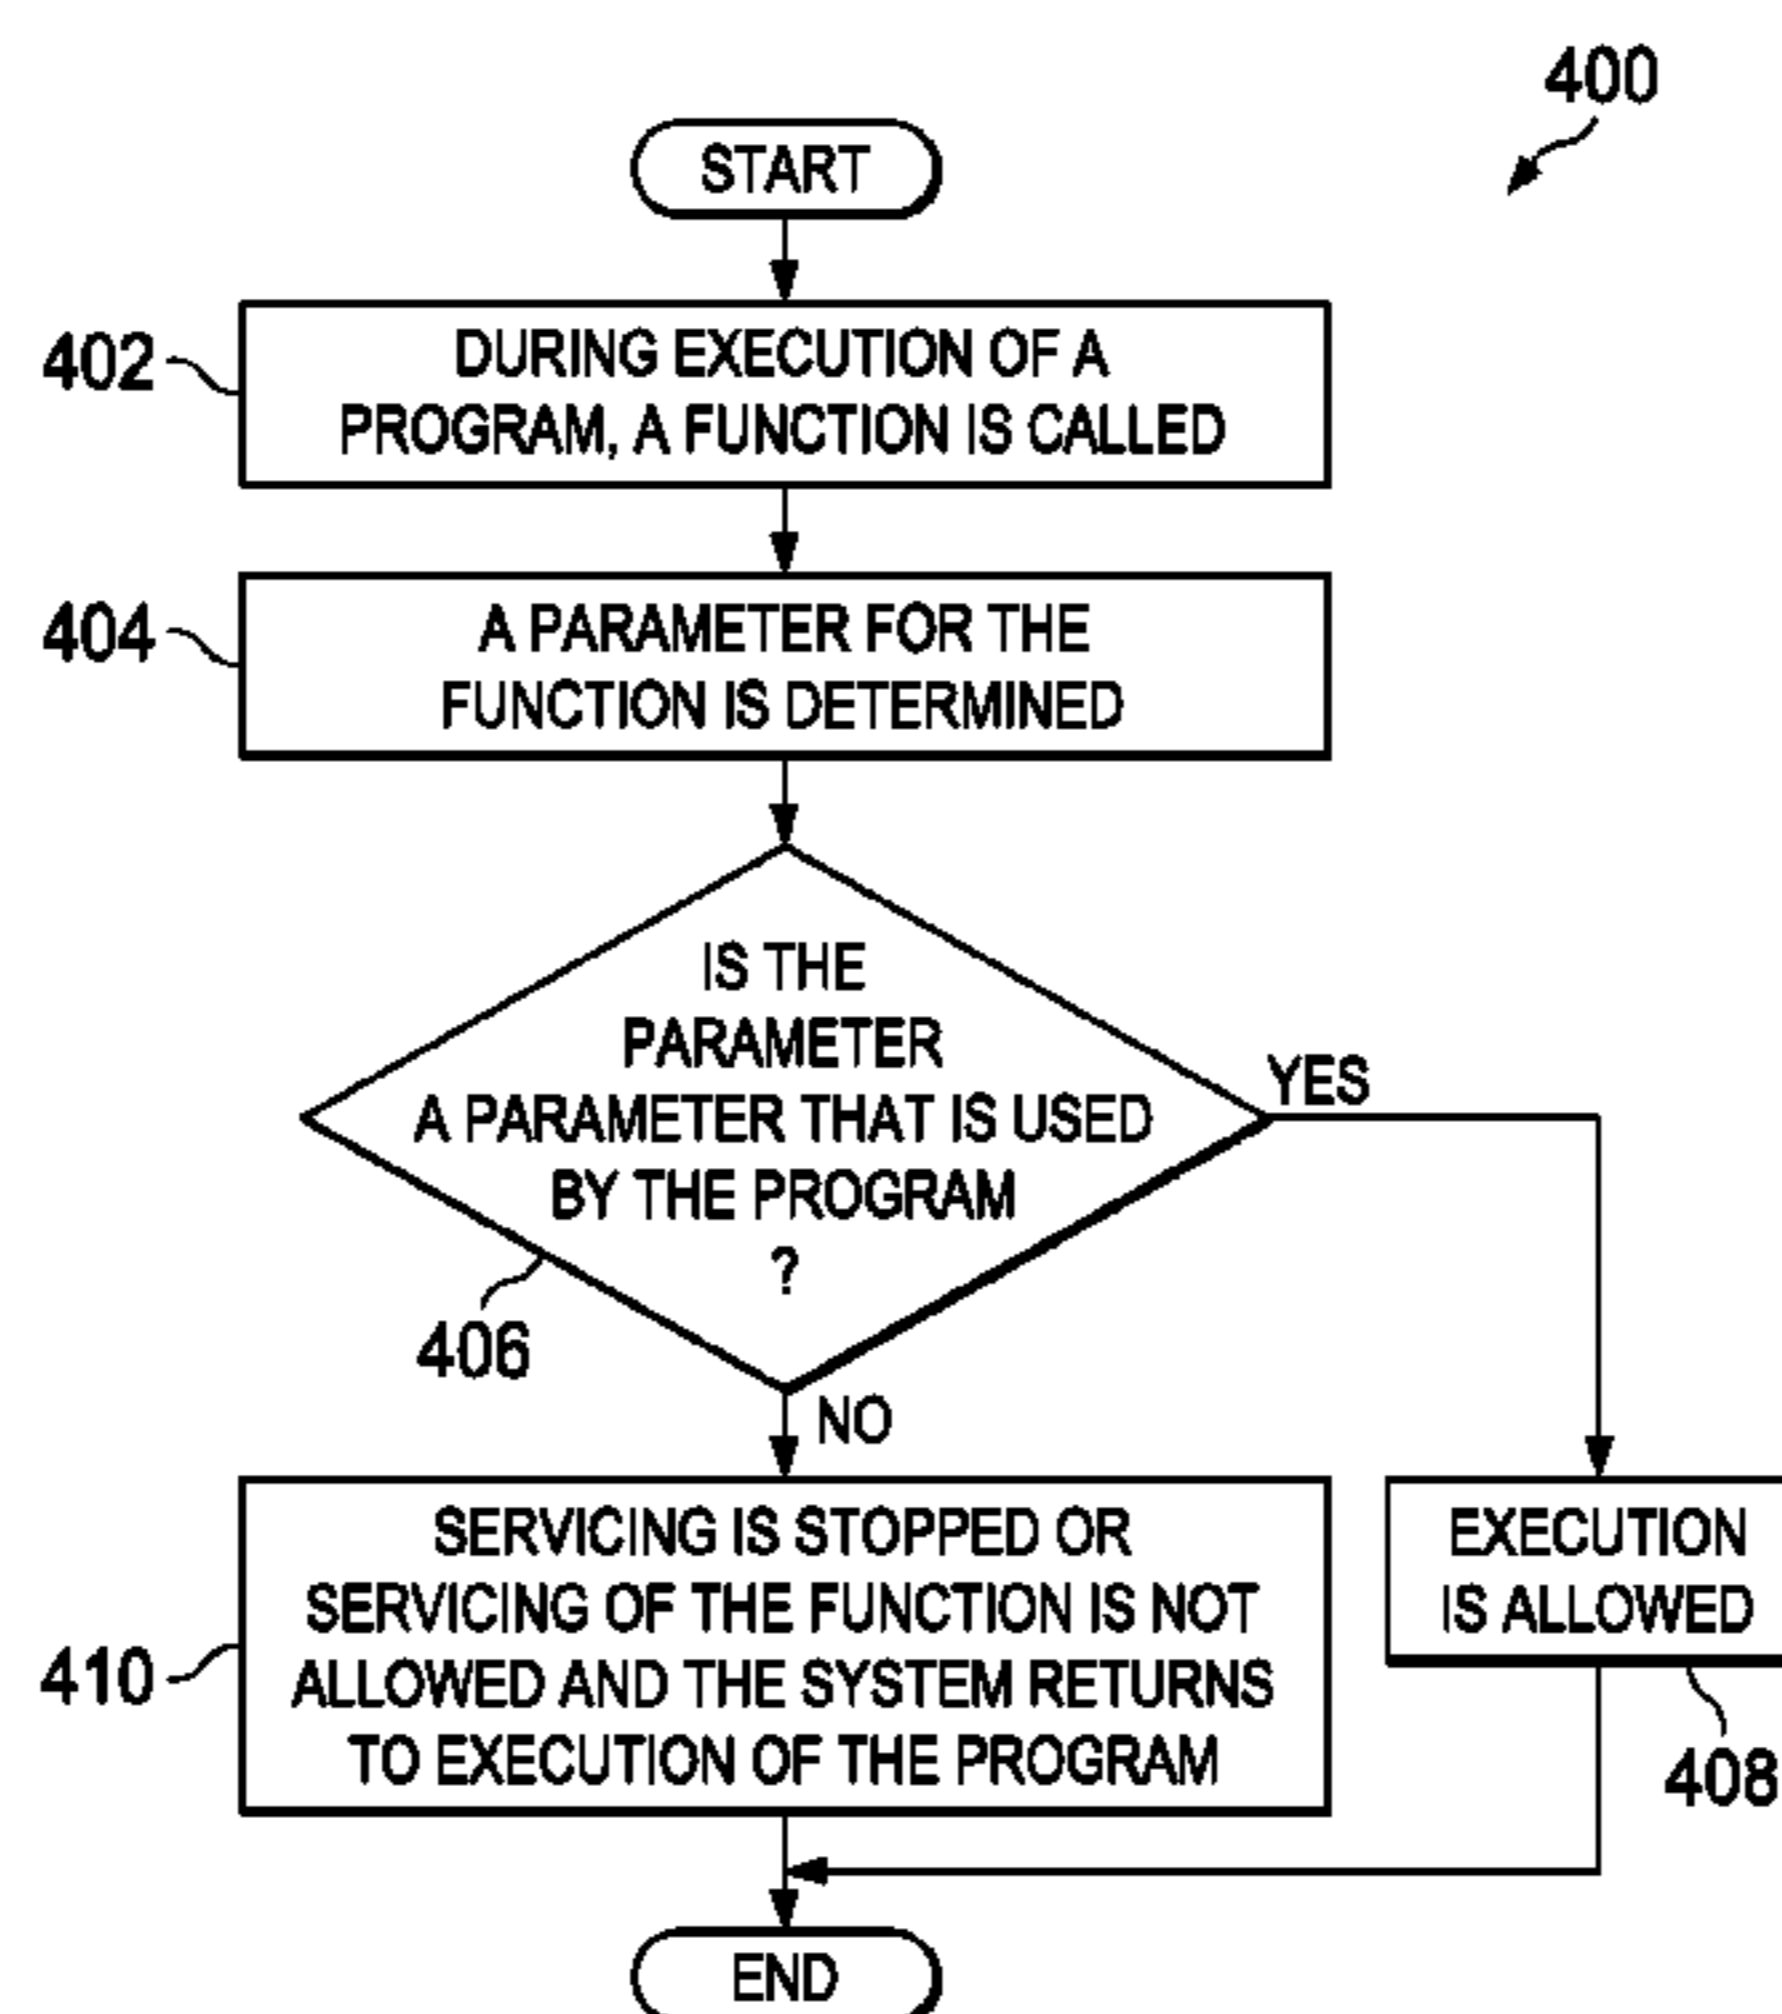 400
START
402
DURING EXECUTION OF A
PROGRAM, A FUNCTION IS CALLED
404
A PARAMETER FOR THE
FUNCTION IS DETERMINED
IS THE
PARAMETER
A PARAMETER THAT IS USED
BY THE PROGRAM
?
YES
406
NO
410
SERVICING IS STOPPED OR
SERVICING OF THE FUNCTION IS NOT
ALLOWED AND THE SYSTEM RETURNS
TO EXECUTION OF THE PROGRAM
EXECUTION
IS ALLOWED
408
END